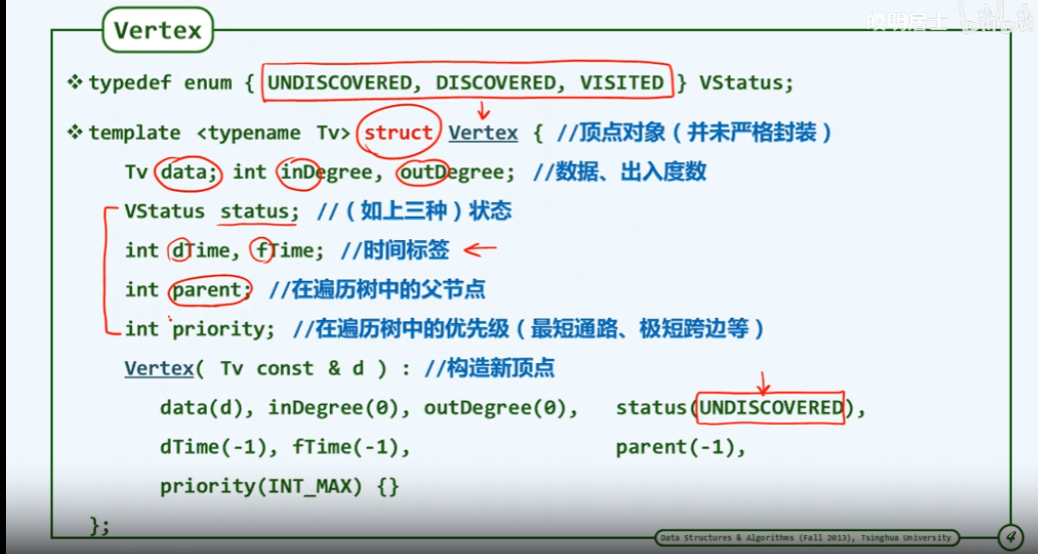 Vertex
❖ typedef enum { UNDISCOVERED, DISCOVERED, VISITED } VStatus;
❖ template <typename Tv> struct Vertex { //顶点对象（并未严格封装）
Tv data; int inDegree, outDegree; //数据、出入度数
VStatus status; //（如上三种）状态
int dTime, fTime; //时间标签
int parent; //在遍历树中的父节点
int priority; //在遍历树中的优先级（最短通路、极短跨边等）
Vertex( Tv const & d ) : //构造新顶点
data(d), inDegree(0), outDegree(0), status(UNDISCOVERED),
dTime(-1), fTime(-1), parent(-1),
priority(INT_MAX) {}
};
Data Structures & Algorithms (Fall 2013), Tsinghua University
4